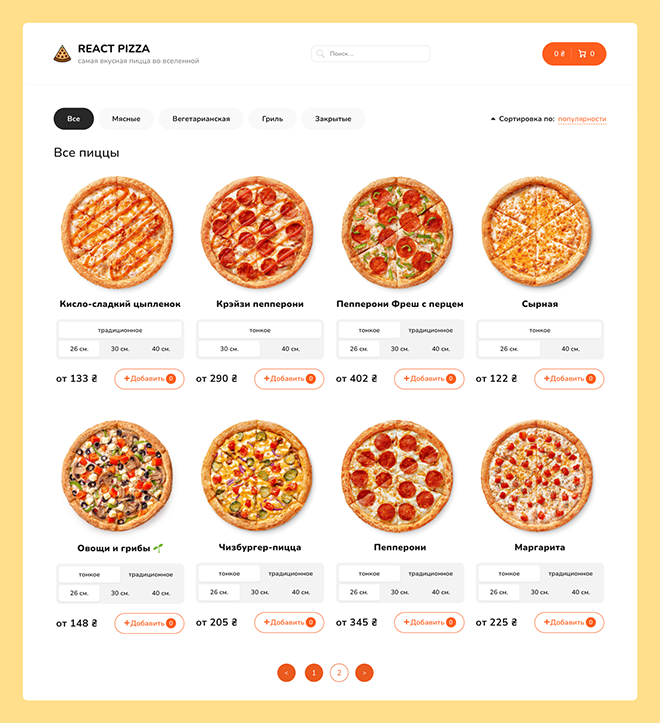 REACT PIZZA
самая вкусная пицца во вселенной
Поиск...
0 ₴ 0
Все Мясные Вегетарианская Гриль Закрытые
Сортировка по: популярности
Все пиццы
Кисло-сладкий цыпленок Крэйзи пепперони Пепперони Фреш с перцем Сырная
традиционное тонкое тонкое традиционное тонкое
26 см. 30 см. 40 см. 30 см. 40 см. 26 см. 30 см. 40 см. 26 см. 40 см.
от 133 ₴ +Добавить 0 от 290 ₴ +Добавить 0 от 402 ₴ +Добавить 0 от 122 ₴ +Добавить 0
Овощи и грибы Чизбургер-пицца Пепперони Маргарита
тонкое традиционное тонкое традиционное тонкое традиционное тонкое традиционное
26 см. 30 см. 40 см. 26 см. 30 см. 40 см. 26 см. 30 см. 40 см. 26 см. 30 см. 40 см.
от 148 ₴ +Добавить 0 от 205 ₴ +Добавить 0 от 345 ₴ +Добавить 0 от 225 ₴ +Добавить 0
< 1 2 >